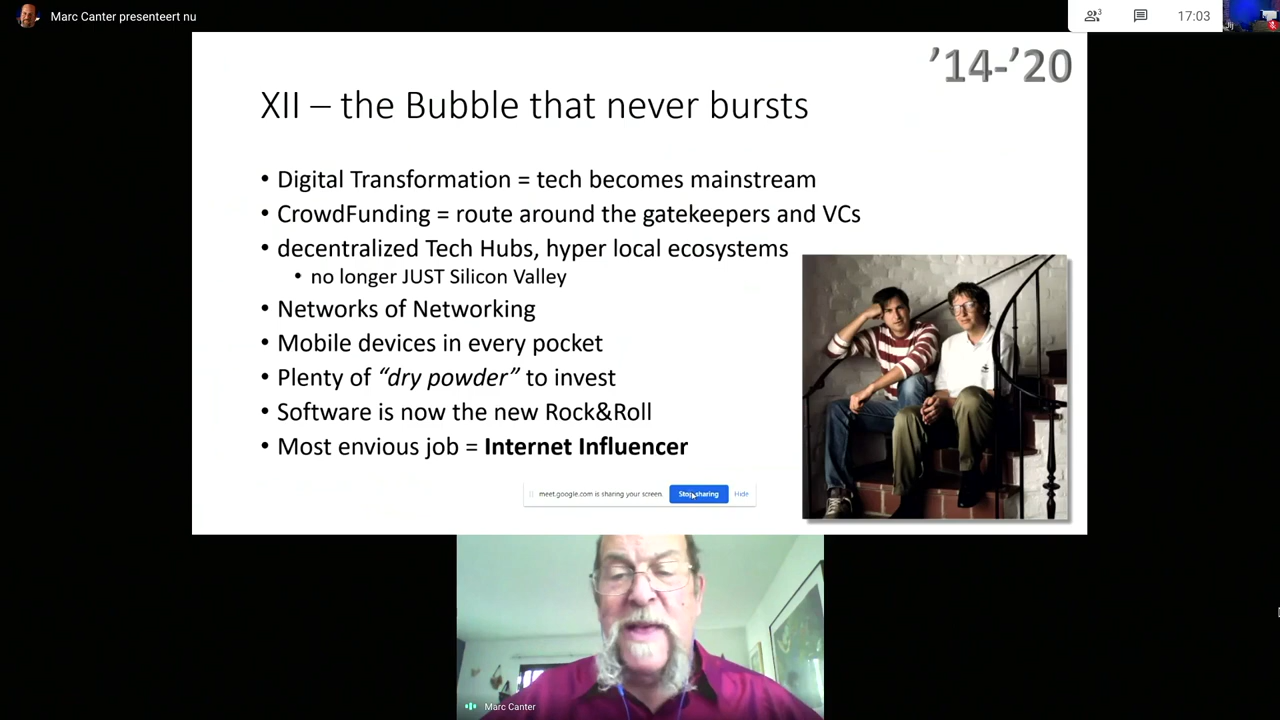 Marc Canter presenteert nu
3
17:03
Jij
’14-’20
XII – the Bubble that never bursts
• Digital Transformation = tech becomes mainstream
• CrowdFunding = route around the gatekeepers and VCs
• decentralized Tech Hubs, hyper local ecosystems
• no longer JUST Silicon Valley
• Networks of Networking
• Mobile devices in every pocket
• Plenty of “dry powder” to invest
• Software is now the new Rock&Roll
• Most envious job = Internet Influencer
meet.google.com is sharing your screen. Stop sharing Hide
Marc Canter